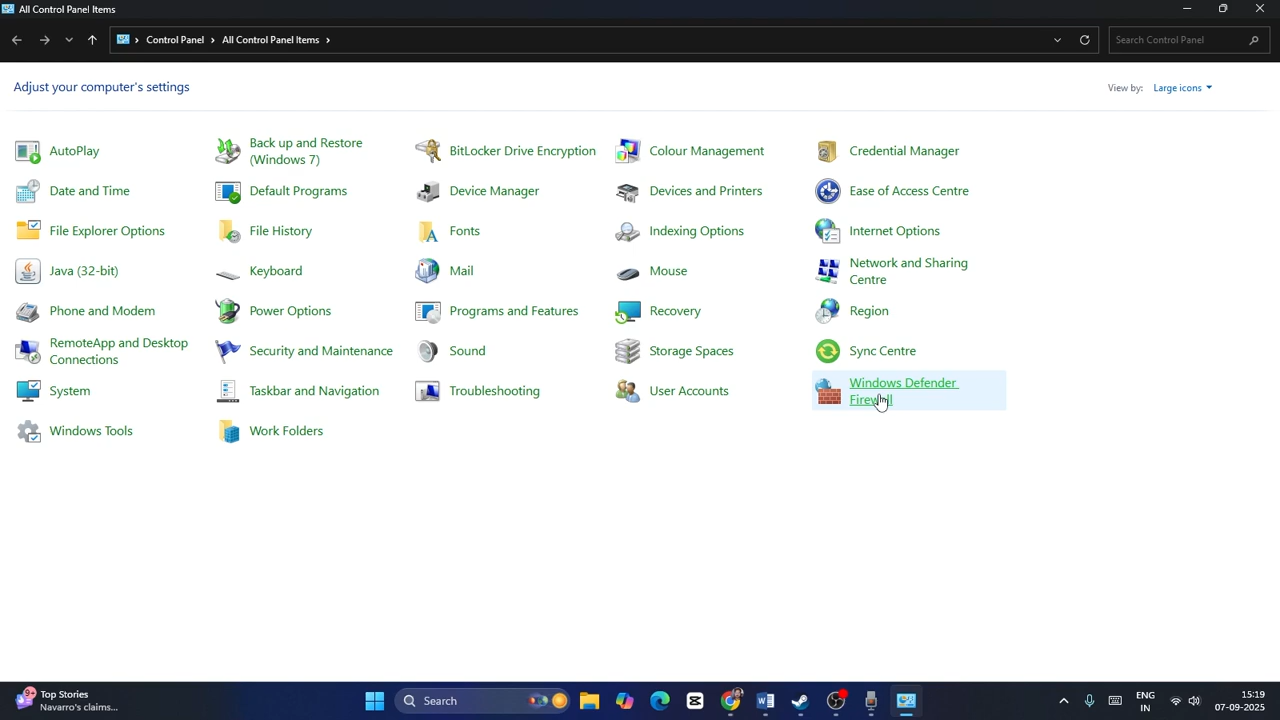 All Control Panel Items
Control Panel › All Control Panel Items ›
Search Control Panel
Adjust your computer's settings
View by: Large icons
AutoPlay
Back up and Restore
(Windows 7)
BitLocker Drive Encryption
Colour Management
Credential Manager
Date and Time
Default Programs
Device Manager
Devices and Printers
Ease of Access Centre
File Explorer Options
File History
Fonts
Indexing Options
Internet Options
Java (32-bit)
Keyboard
Mail
Mouse
Network and Sharing
Centre
Phone and Modem
Power Options
Programs and Features
Recovery
Region
RemoteApp and Desktop
Connections
Security and Maintenance
Sound
Storage Spaces
Sync Centre
System
Taskbar and Navigation
Troubleshooting
User Accounts
Windows Defender
Firewall
Windows Tools
Work Folders
9+
Top Stories
Navarro's claims...
Search
ENG
IN
15:19
07-09-2025